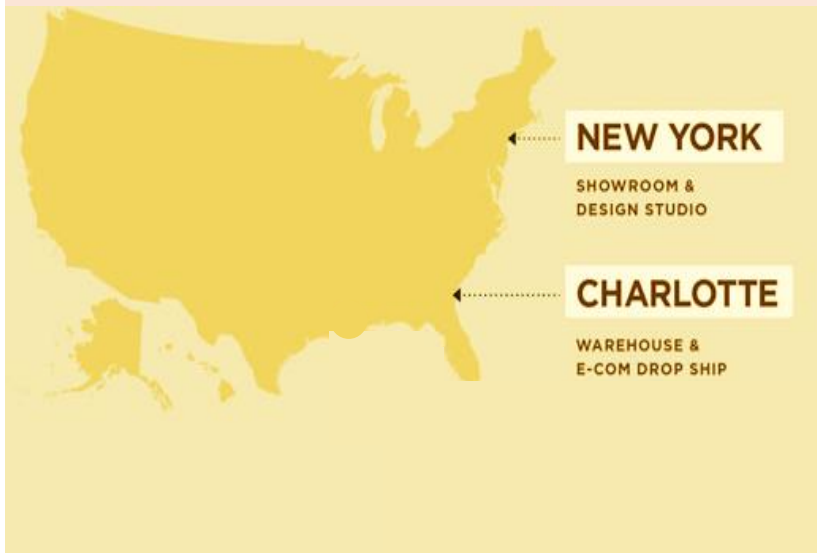 NEW YORK
SHOWROOM &
DESIGN STUDIO
CHARLOTTE
WAREHOUSE &
E-COM DROP SHIP